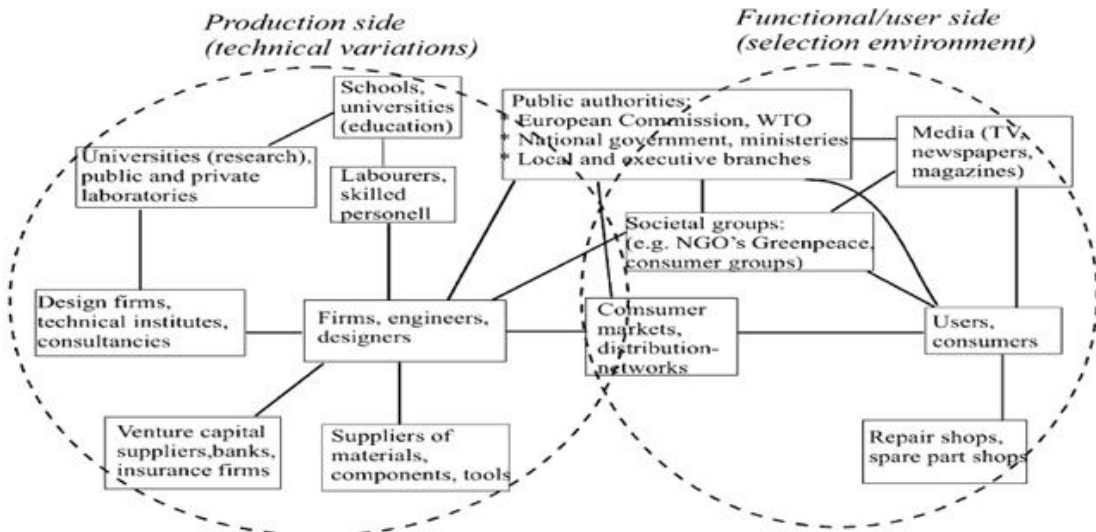 Production side
(technical variations)
Functional/user side
(selection environment)
Schools,
universities
(education)
Public authorities:
* European Commission, WTO
* National government, ministeries
* Local and executive branches
Media (TV,
newspapers,
magazines)
Universities (research),
public and private
laboratories
Labourers,
skilled
personell
Societal groups:
(e.g. NGO's Greenpeace,
consumer groups)
Design firms,
technical institutes,
consultancies
Firms, engineers,
designers
Comsumer
markets,
distribution-
networks
Users,
consumers
Venture capital
suppliers,banks,
insurance firms
Suppliers of
materials,
components, tools
Repair shops,
spare part shops